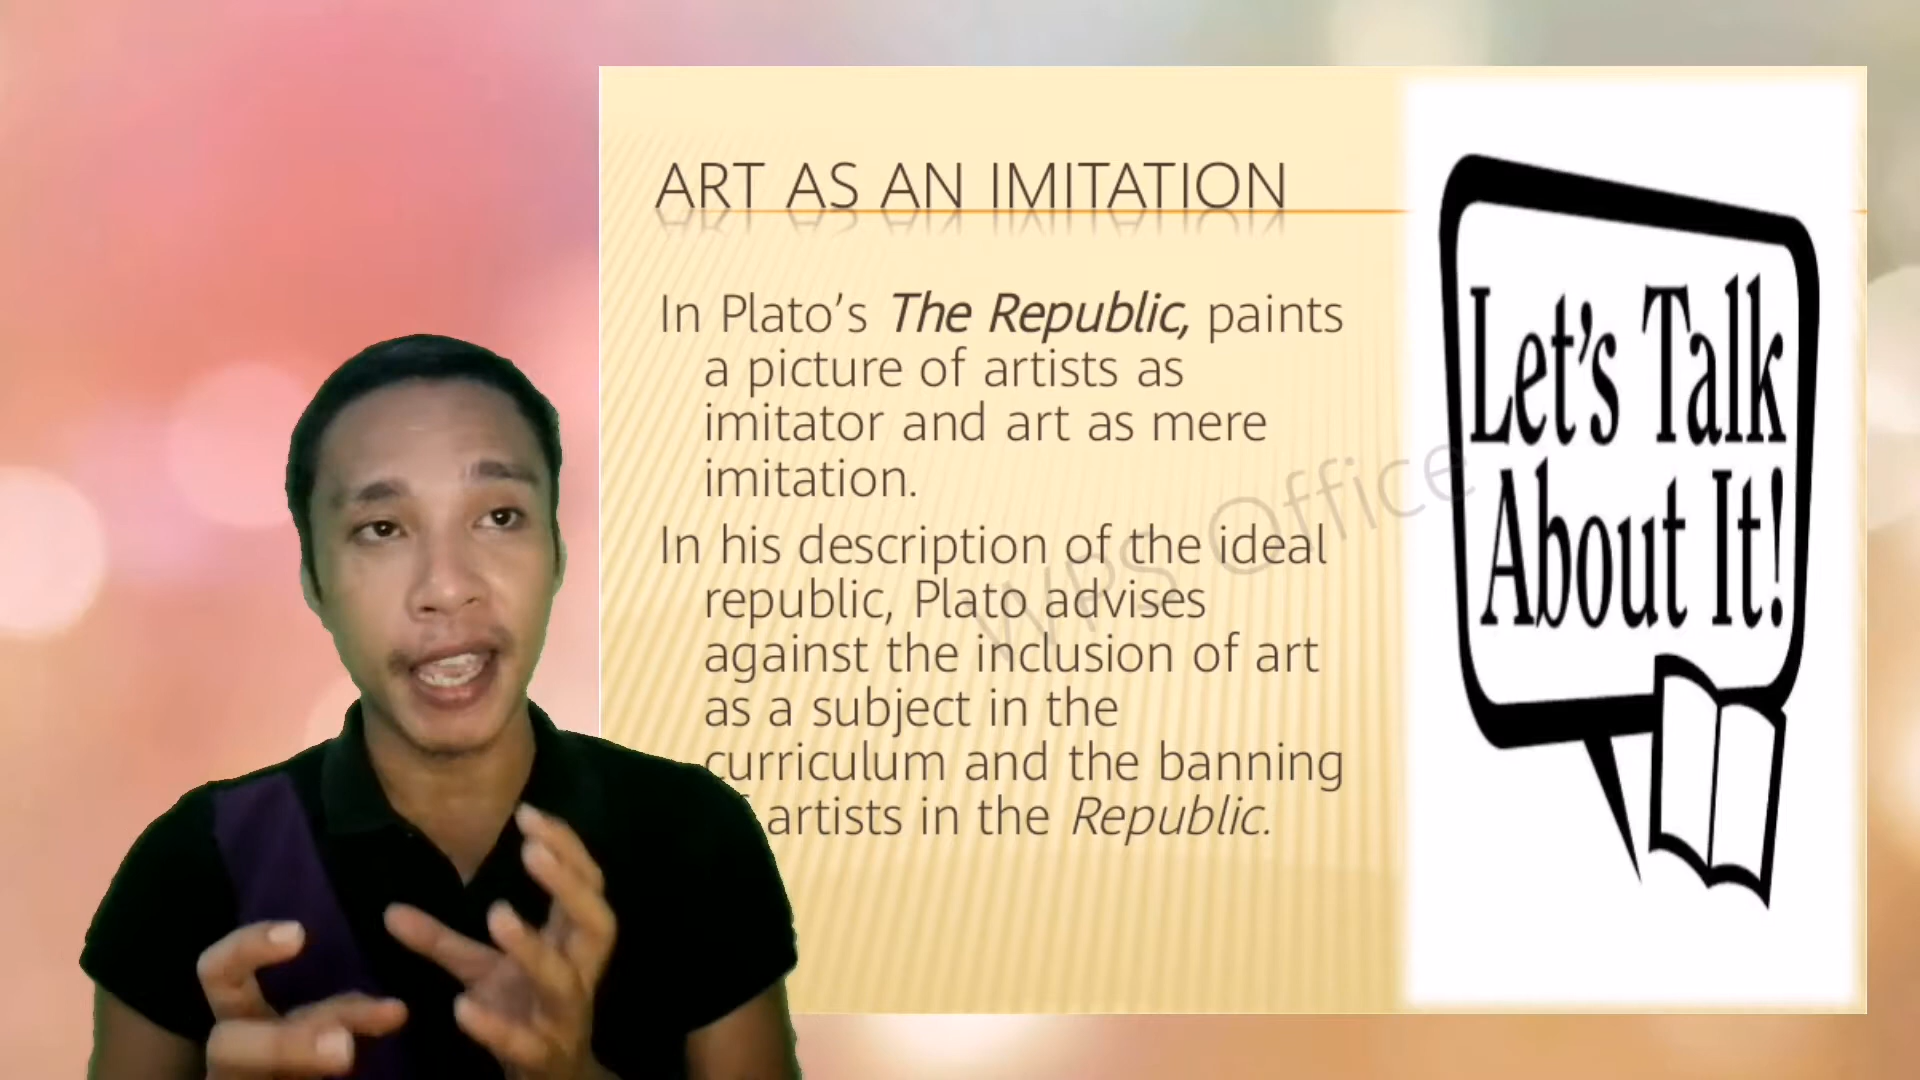 ART AS AN IMITATION
In Plato’s The Republic, paints
a picture of artists as
imitator and art as mere
imitation.
In his description of the ideal
republic, Plato advises
against the inclusion of art
as a subject in the
curriculum and the banning
artists in the Republic.
WPS Office
Let's Talk
About It!